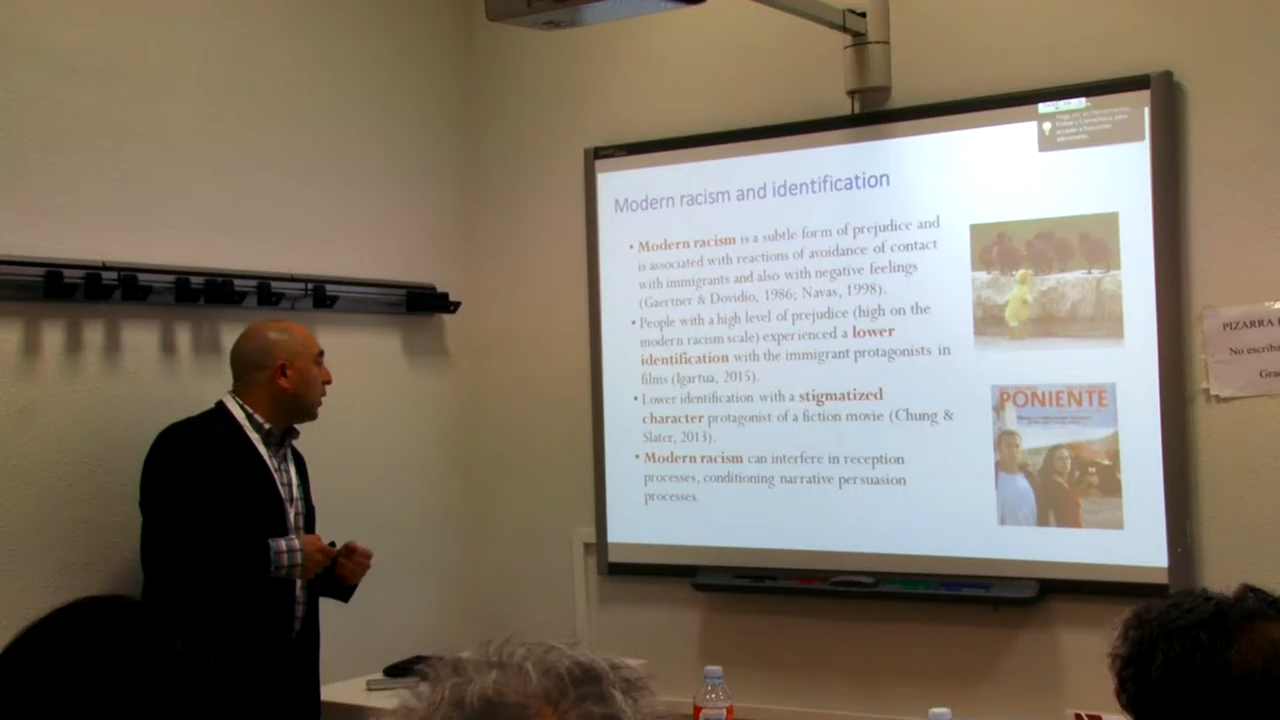 Modern racism and identification
• Modern racism is a subtle form of prejudice and
is associated with reactions of avoidance of contact
with immigrants and also with negative feelings
(Gaertner & Dovidio, 1986; Navas, 1998).
• People with a high level of prejudice (high on the
modern racism scale) experienced a lower
identification with the immigrant protagonists in
films (Igartua, 2015).
• Lower identification with a stigmatized
character protagonist of a fiction movie (Chung &
Slater, 2013).
• Modern racism can interfere in reception
processes, conditioning narrative persuasion
processes.
PONIENTE
PIZARRA
No escriba
Gra